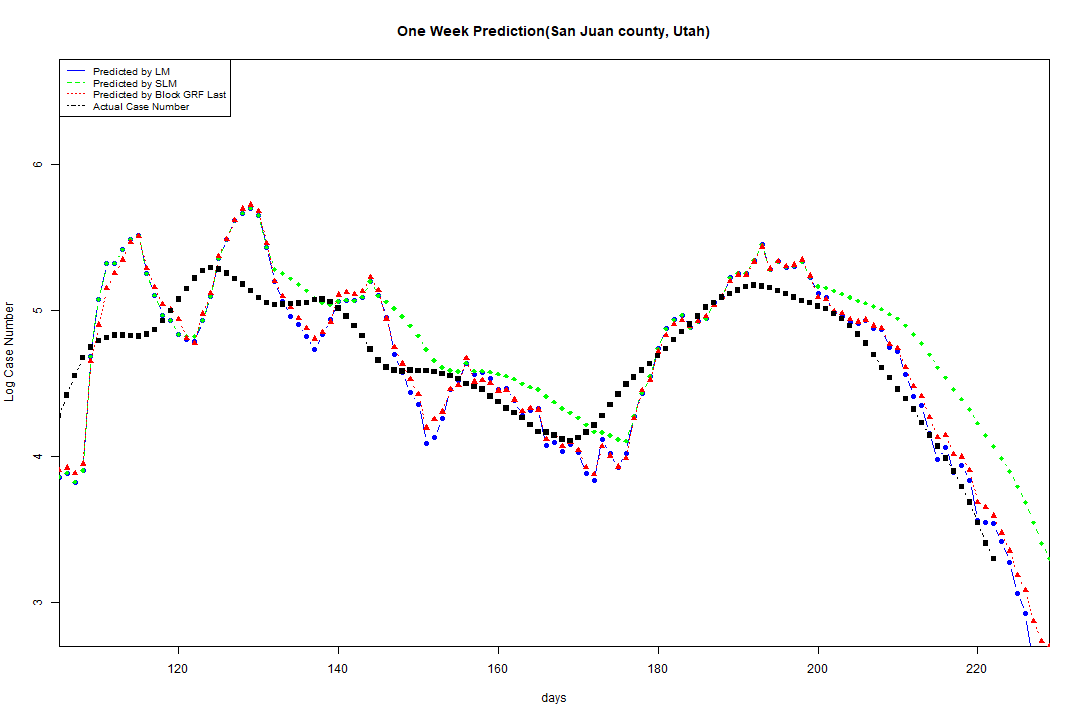 One Week Prediction(San Juan county, Utah)
Predicted by LM
Predicted by SLM
Predicted by Block GRF Last
Actual Case Number
6
5
4
3
Log Case Number
120 140 160 180 200 220
days